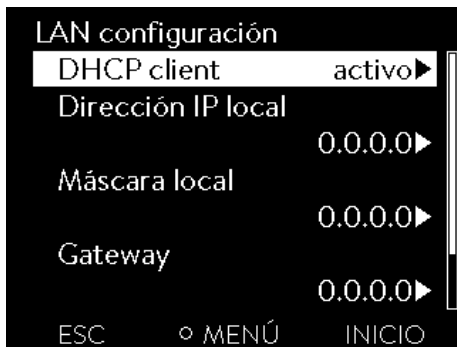 LAN configuración
DHCP client activo▶
Dirección IP local
0.0.0.0▶
Máscara local
0.0.0.0▶
Gateway
0.0.0.0▶
ESC ○ MENÚ INICIO